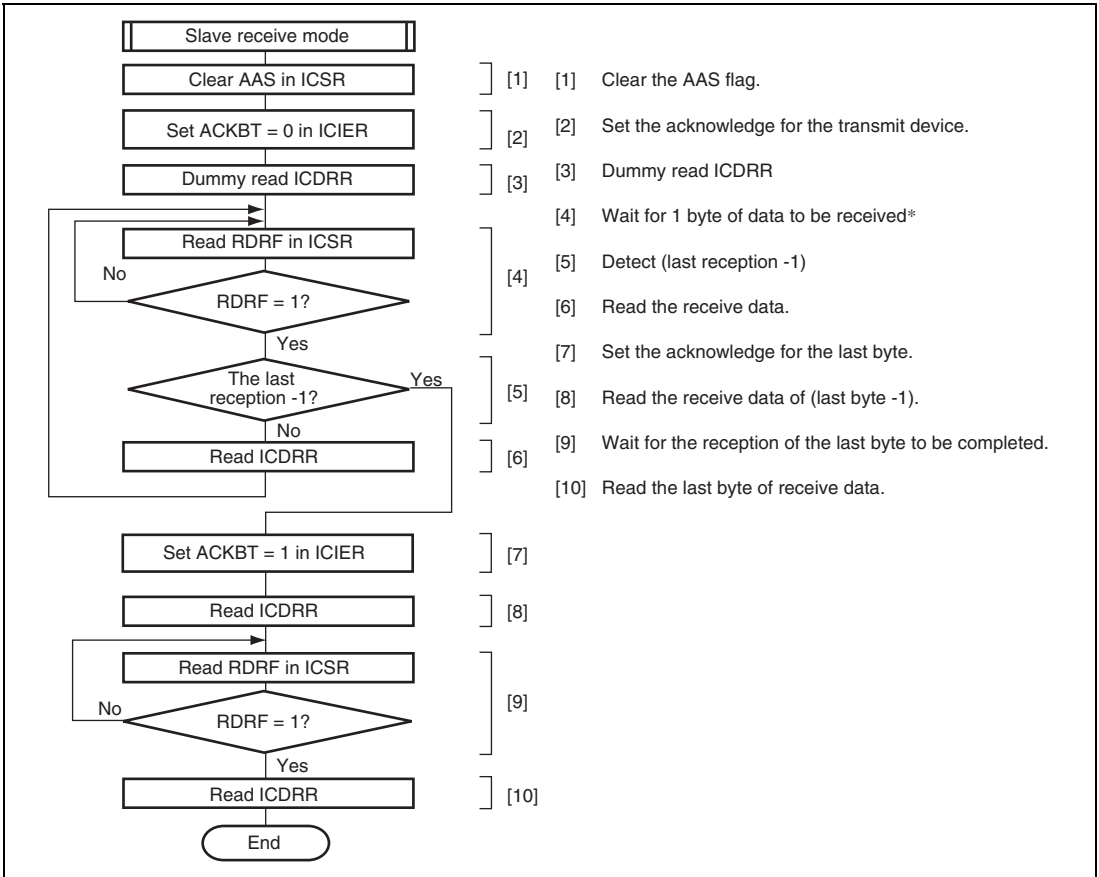 Slave receive mode
Clear AAS in ICSR
[1]
[1] Clear the AAS flag.
Set ACKBT = 0 in ICIER
[2]
[2] Set the acknowledge for the transmit device.
Dummy read ICDRR
[3]
[3] Dummy read ICDRR
[4] Wait for 1 byte of data to be received*
Read RDRF in ICSR
No
RDRF = 1?
[4]
Yes
[5] Detect (last reception -1)
[6] Read the receive data.
[7] Set the acknowledge for the last byte.
The last
reception -1?
Yes
[5]
No
[8] Read the receive data of (last byte -1).
Read ICDRR
[6]
[9] Wait for the reception of the last byte to be completed.
[10] Read the last byte of receive data.
Set ACKBT = 1 in ICIER
[7]
Read ICDRR
[8]
Read RDRF in ICSR
No
RDRF = 1?
[9]
Yes
Read ICDRR
[10]
End